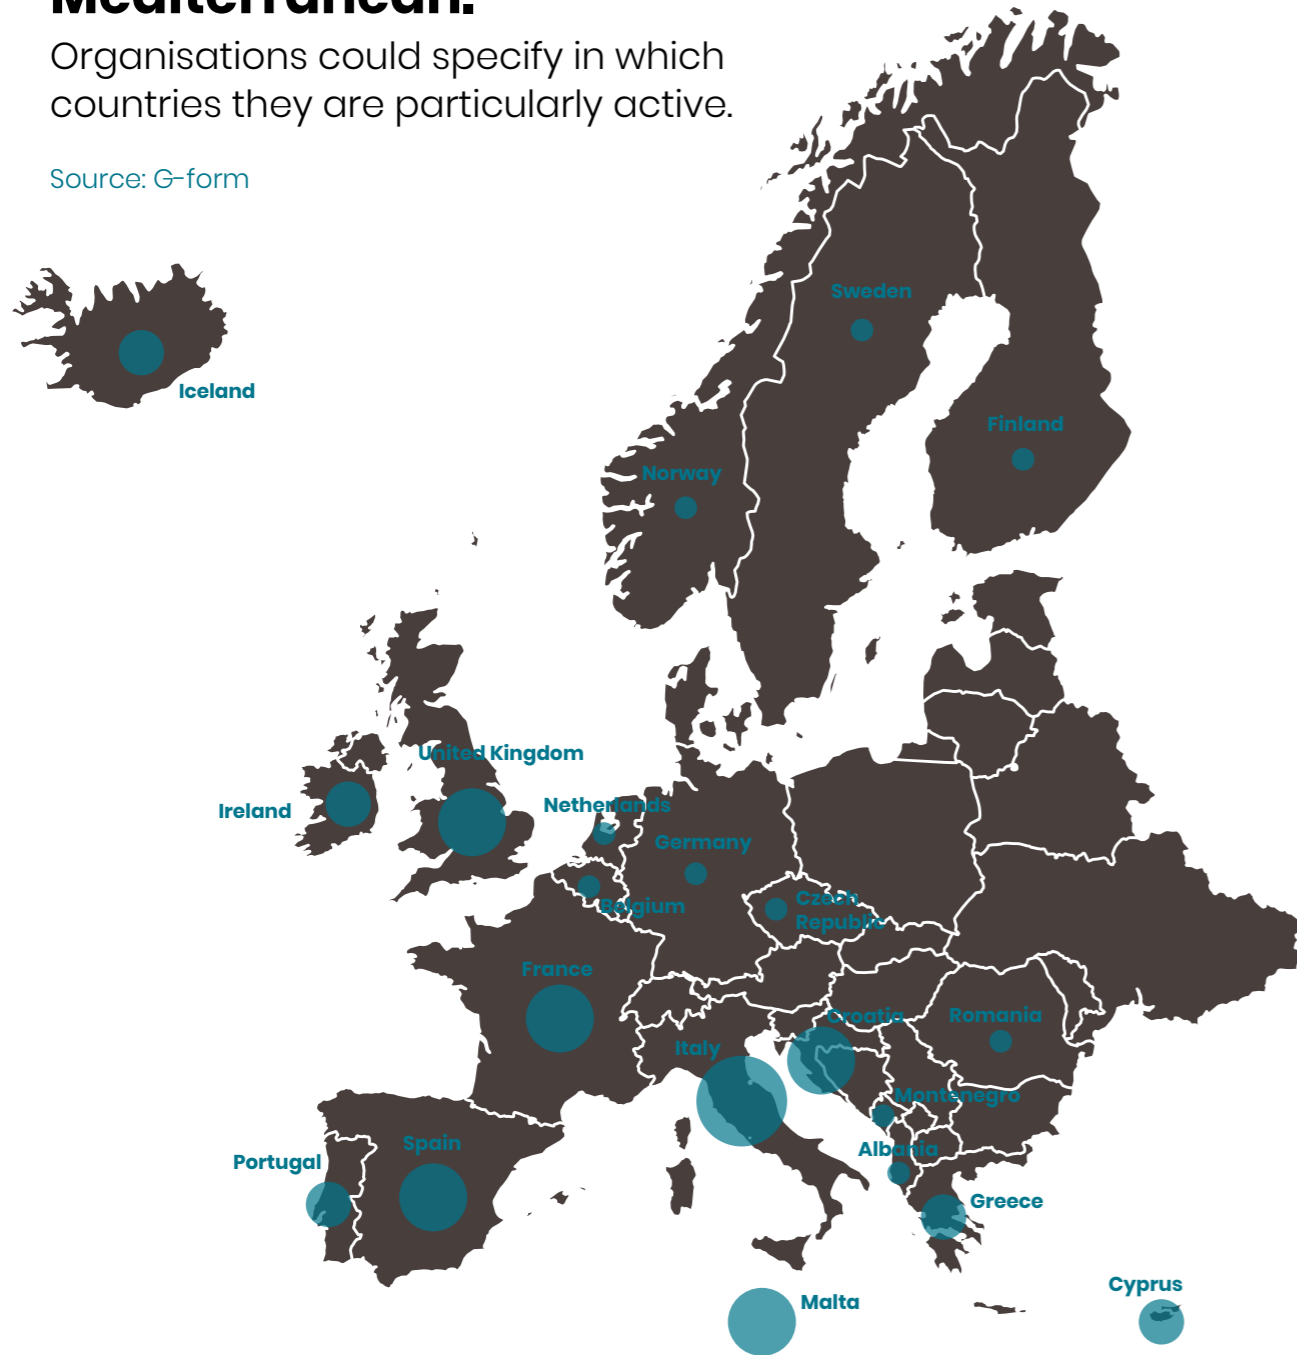 Mediterranean.
Organisations could specify in which
countries they are particularly active.
Source: G-form
Sweden
Iceland
Finland
Norway
United Kingdom
Netherlands
Ireland
Germany
Czech
Republic
Belgium
France
Croatia
Romania
Italy
Montenegro
Spain
Albania
Portugal
Greece
Cyprus
Malta